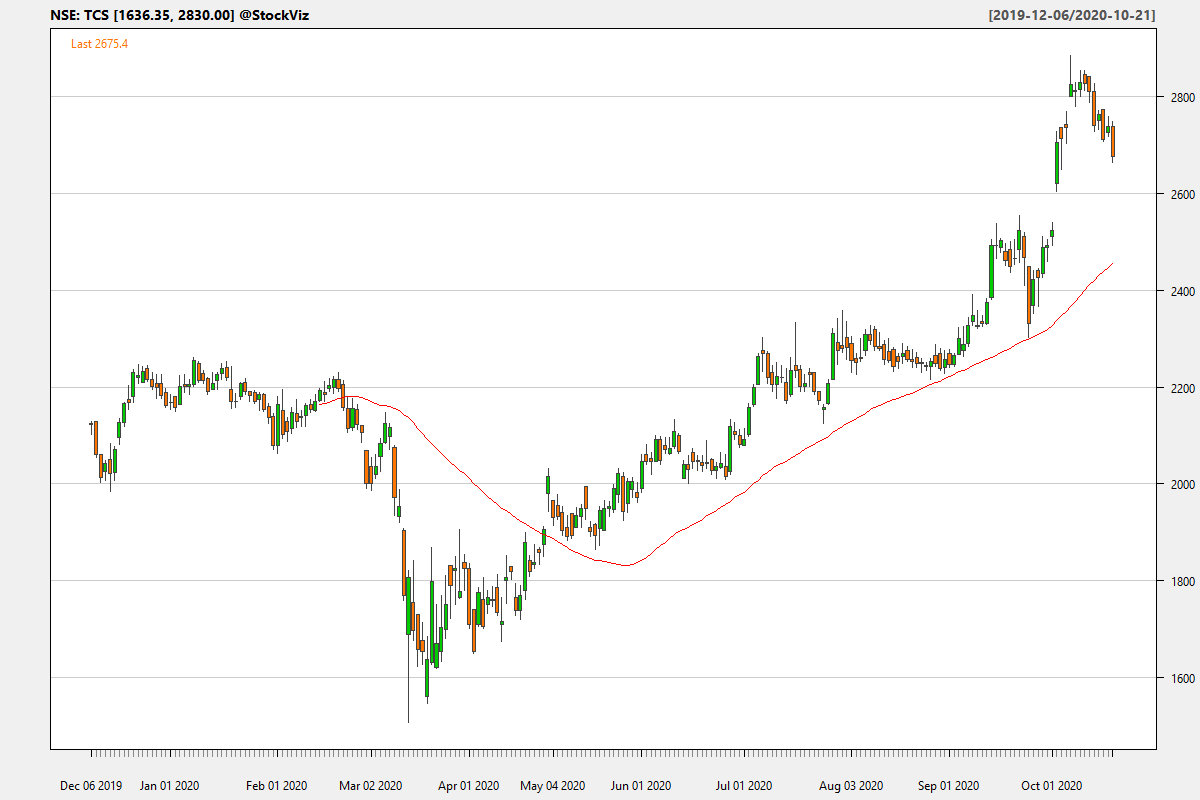 NSE: TCS [1636.35, 2830.00] @StockViz [2019-12-06/2020-10-21]
Last 2675.4
2800
2600
2400
2200
2000
1800
1600
Dec 06 2019 Jan 01 2020 Feb 01 2020 Mar 02 2020 Apr 01 2020 May 04 2020 Jun 01 2020 Jul 01 2020 Aug 03 2020 Sep 01 2020 Oct 01 2020